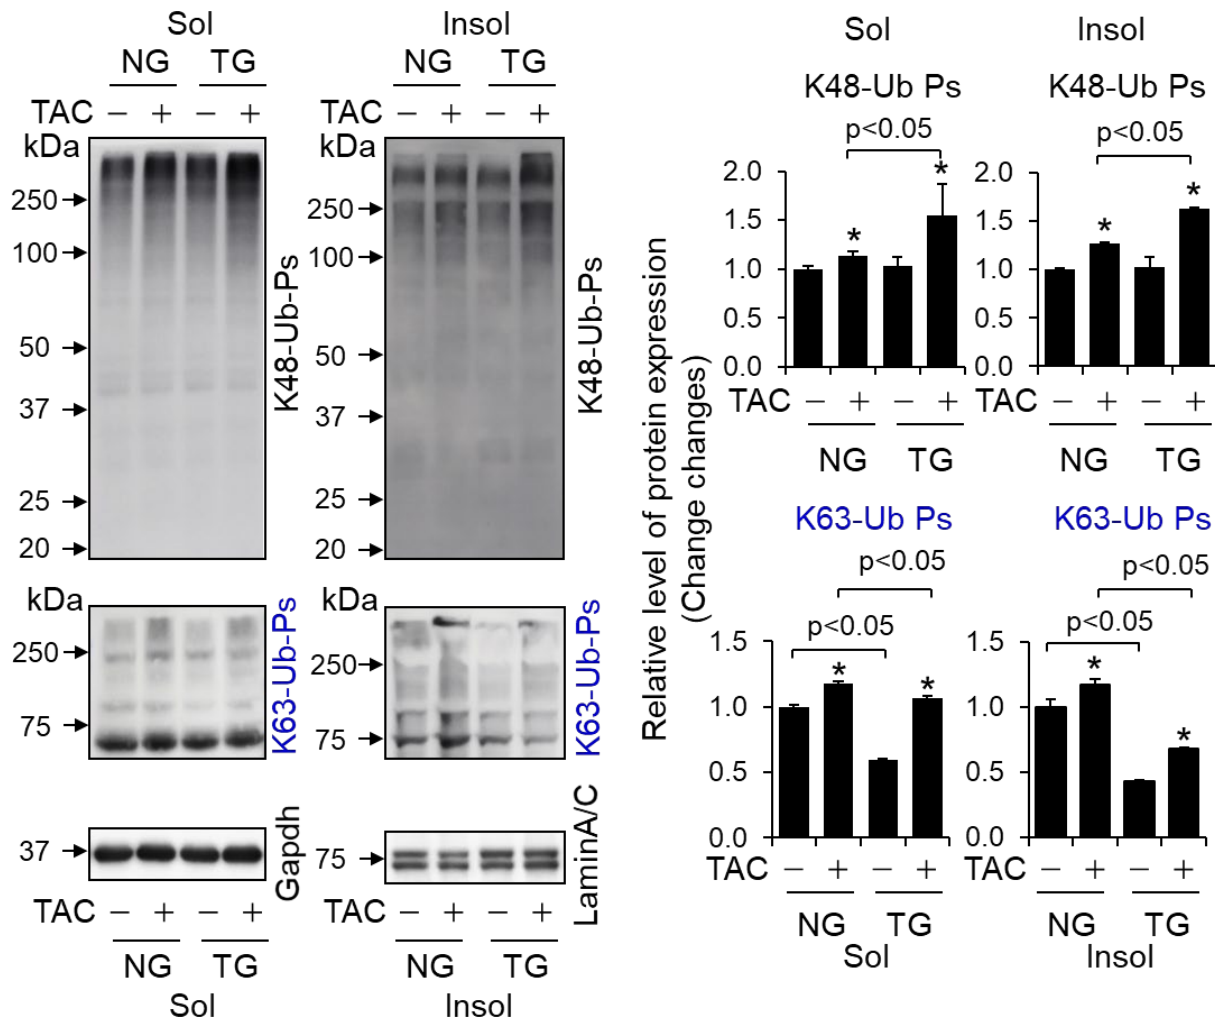 Sol
Insol
NG TG
NG TG
TAC − + − +
TAC − + − +
kDa
250
100
50
37
25
20
K48-Ub-Ps
kDa
250
100
50
37
25
20
K48-Ub-Ps
kDa
250
75
K63-Ub-Ps
kDa
250
75
K63-Ub-Ps
37
Gapdh
75
LaminA/C
TAC − + − +
NG TG
Sol
TAC − + − +
NG TG
Insol
Relative level of protein expression
(Change changes)
Sol
K48-Ub Ps
p<0.05
2.0
1.5
1.0
0.5
0.0
* *
TAC − + − +
NG TG
Insol
K48-Ub Ps
p<0.05
2.0
1.5
1.0
0.5
0.0
* *
TAC − + − +
NG TG
K63-Ub Ps
p<0.05
p<0.05
1.5
1.0
0.5
0.0
* *
TAC − + − +
NG TG
Sol
K63-Ub Ps
p<0.05
p<0.05
1.5
1.0
0.5
0.0
* *
TAC − + − +
NG TG
Insol